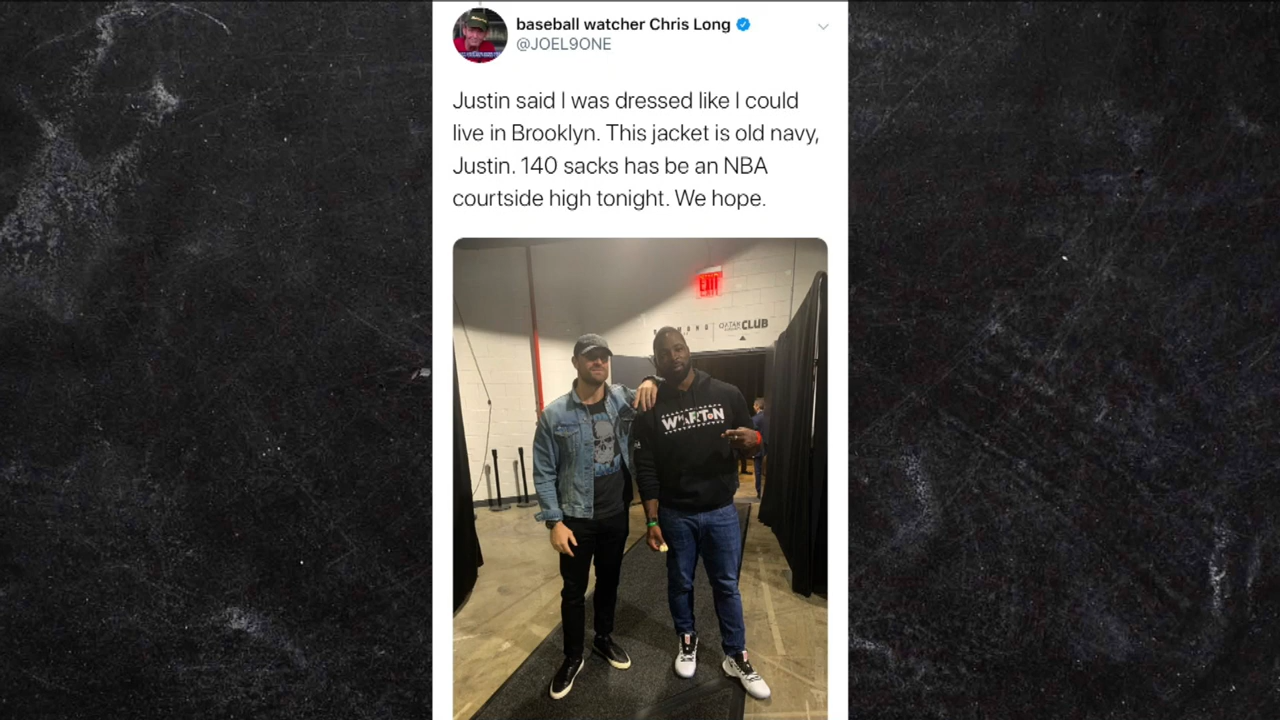 baseball watcher Chris Long
@JOEL9ONE
Justin said I was dressed like I could
live in Brooklyn. This jacket is old navy,
Justin. 140 sacks has be an NBA
courtside high tonight. We hope.
EXIT
QATAR
CLUB
WHARTON